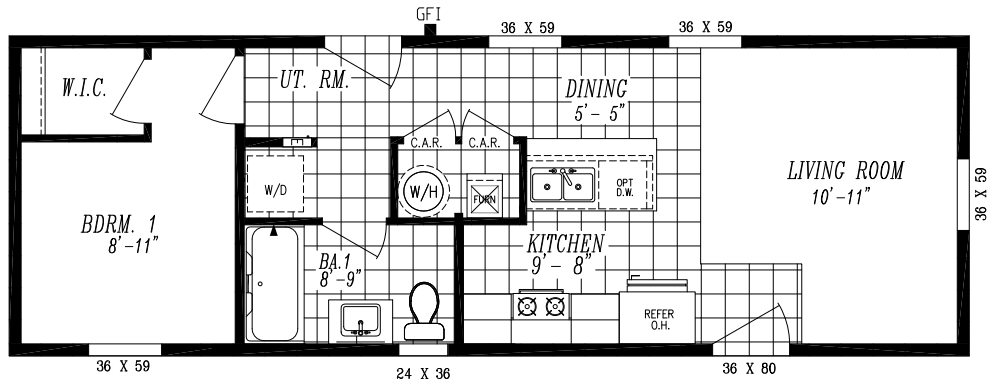 GFI
36 X 59
36 X 59
W.I.C.
UT. RM.
DINING
5'- 5"
C.A.R.
C.A.R.
LIVING ROOM
10'-11"
36 X 59
W/D
W/H
FURN
OPT
D.W.
BDRM. 1
8'-11"
BA.1
8'-9"
KITCHEN
9'- 8"
REFER
O.H.
36 X 59
24 X 36
36 X 80